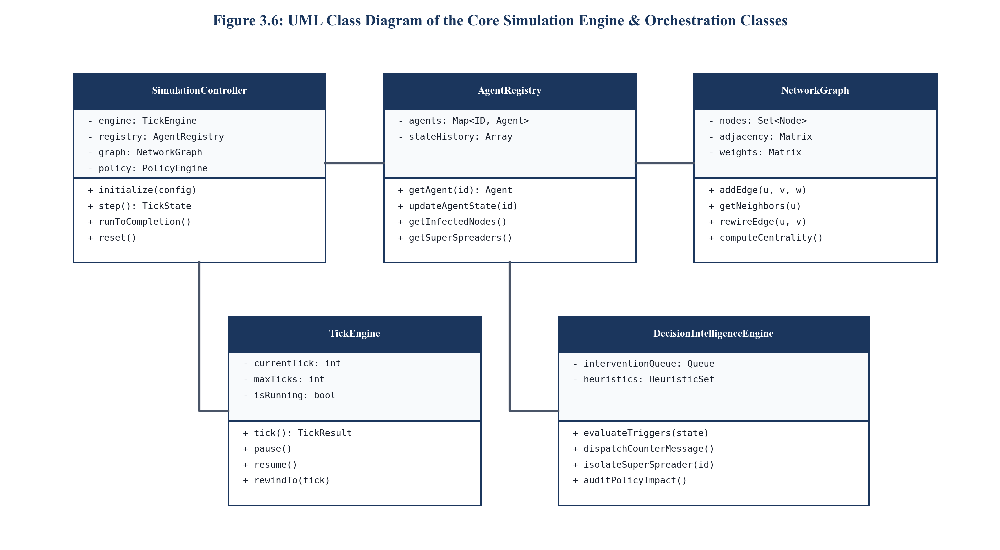 Figure 3.6: UML Class Diagram of the Core Simulation Engine & Orchestration Classes
SimulationController
- engine: TickEngine
- registry: AgentRegistry
- graph: NetworkGraph
- policy: PolicyEngine
+ initialize(config)
+ step(): TickState
+ runToCompletion()
+ reset()
AgentRegistry
- agents: Map<ID, Agent>
- stateHistory: Array
+ getAgent(id): Agent
+ updateAgentState(id)
+ getInfectedNodes()
+ getSuperSpreaders()
NetworkGraph
- nodes: Set<Node>
- adjacency: Matrix
- weights: Matrix
+ addEdge(u, v, w)
+ getNeighbors(u)
+ rewireEdge(u, v)
+ computeCentrality()
TickEngine
- currentTick: int
- maxTicks: int
- isRunning: bool
+ tick(): TickResult
+ pause()
+ resume()
+ rewindTo(tick)
DecisionIntelligenceEngine
- interventionQueue: Queue
- heuristics: HeuristicSet
+ evaluateTriggers(state)
+ dispatchCounterMessage()
+ isolateSuperSpreader(id)
+ auditPolicyImpact()